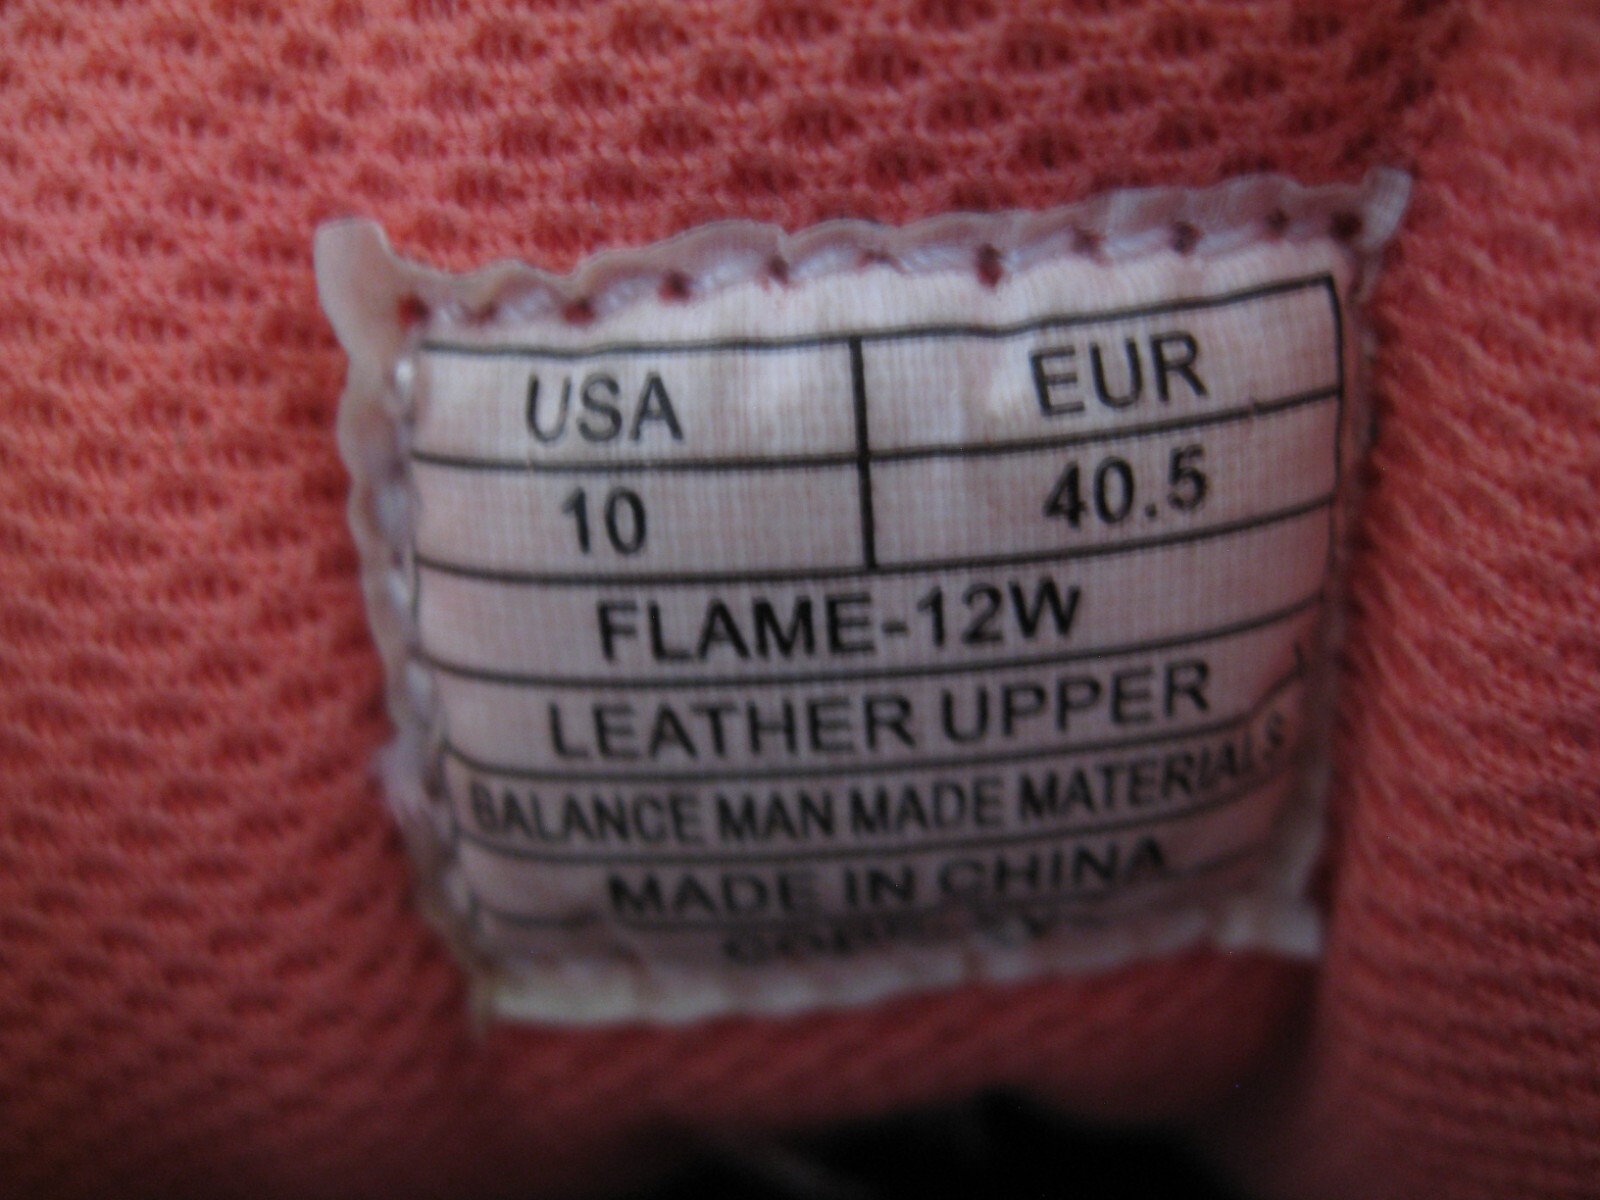 USA EUR
10 40.5
FLAME-12W
LEATHER UPPER
BALANCE MAN MADE MATERIALS
MADE IN CHINA